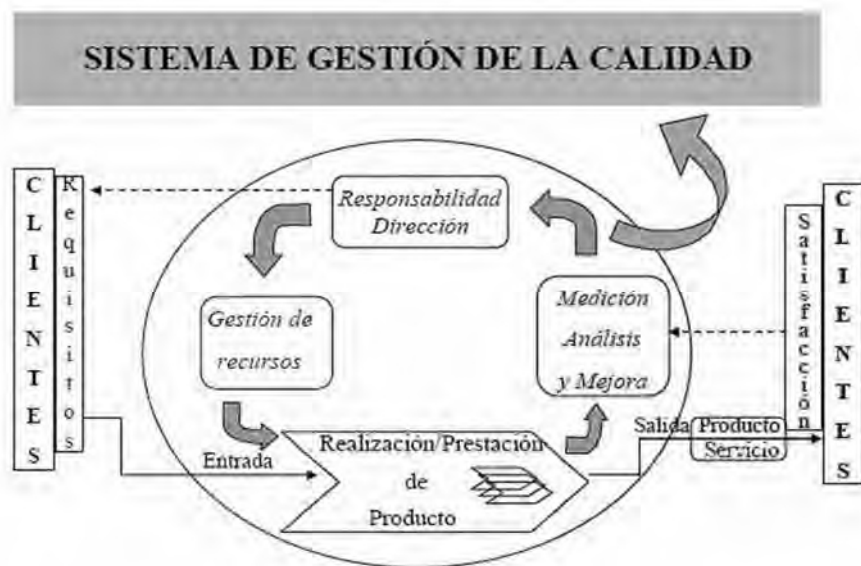 SISTEMA DE GESTIÓN DE LA CALIDAD
CLIENTES
Requisitos
Responsabilidad
Dirección
Gestión de
recursos
Medición
Análisis
y Mejora
Satisfacción
CLIENTES
Entrada
Realización/Prestación
de
Producto
Salida
Producto
Servicio